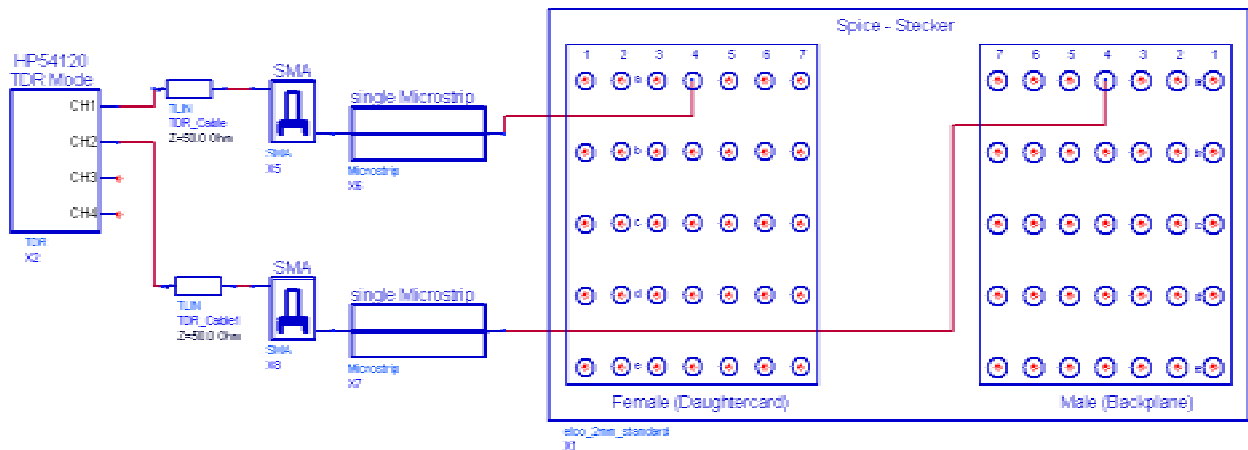 Spice - Stecker
HP54120
TDR Mode
CH1
CH2
CH3
CH4
TDR
X2
TLIN
TDR_Cable
Z=50.0 Ohm
SMA
SMA
X5
single Microstrip
Microstrip
X6
TLIN
TDR_Cable1
Z=50.0 Ohm
SMA
SMA
X8
single Microstrip
Microstrip
X7
1 2 3 4 5 6 7
a
b
c
d
e
Female (Daughtercard)
7 6 5 4 3 2 1
a
c
e
Male (Backplane)
X1